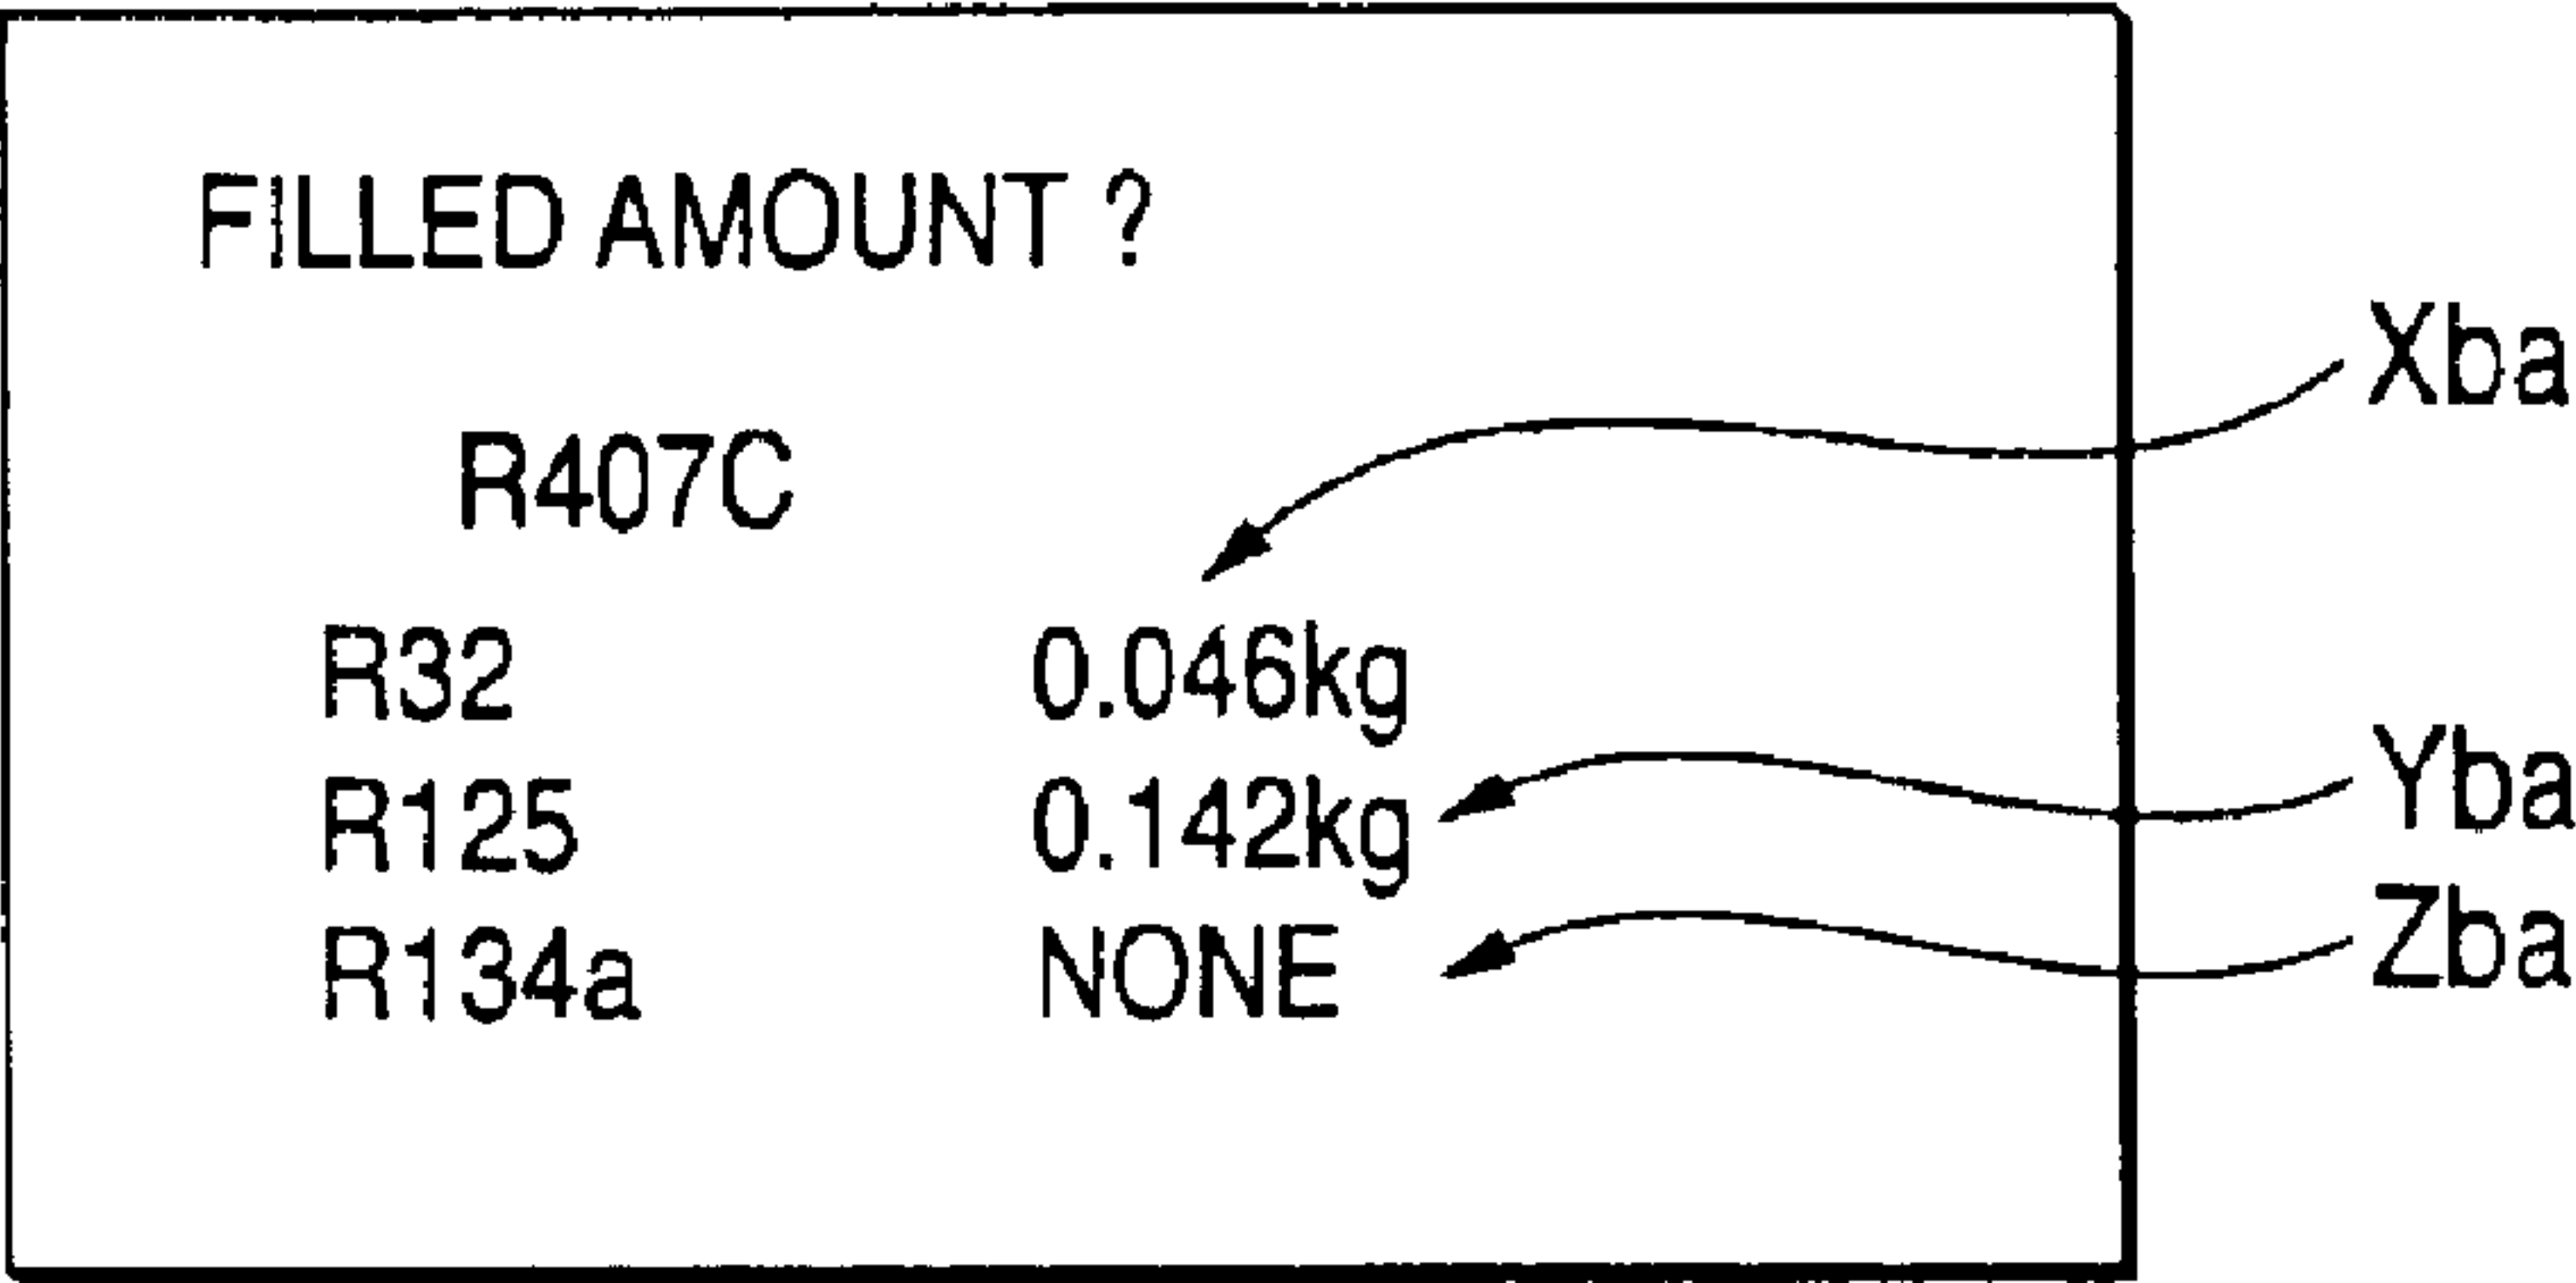 FILLED AMOUNT ?
Xba
R407C
R32 0.046kg
R125 0.142kg Yba
R134a NONE Zba